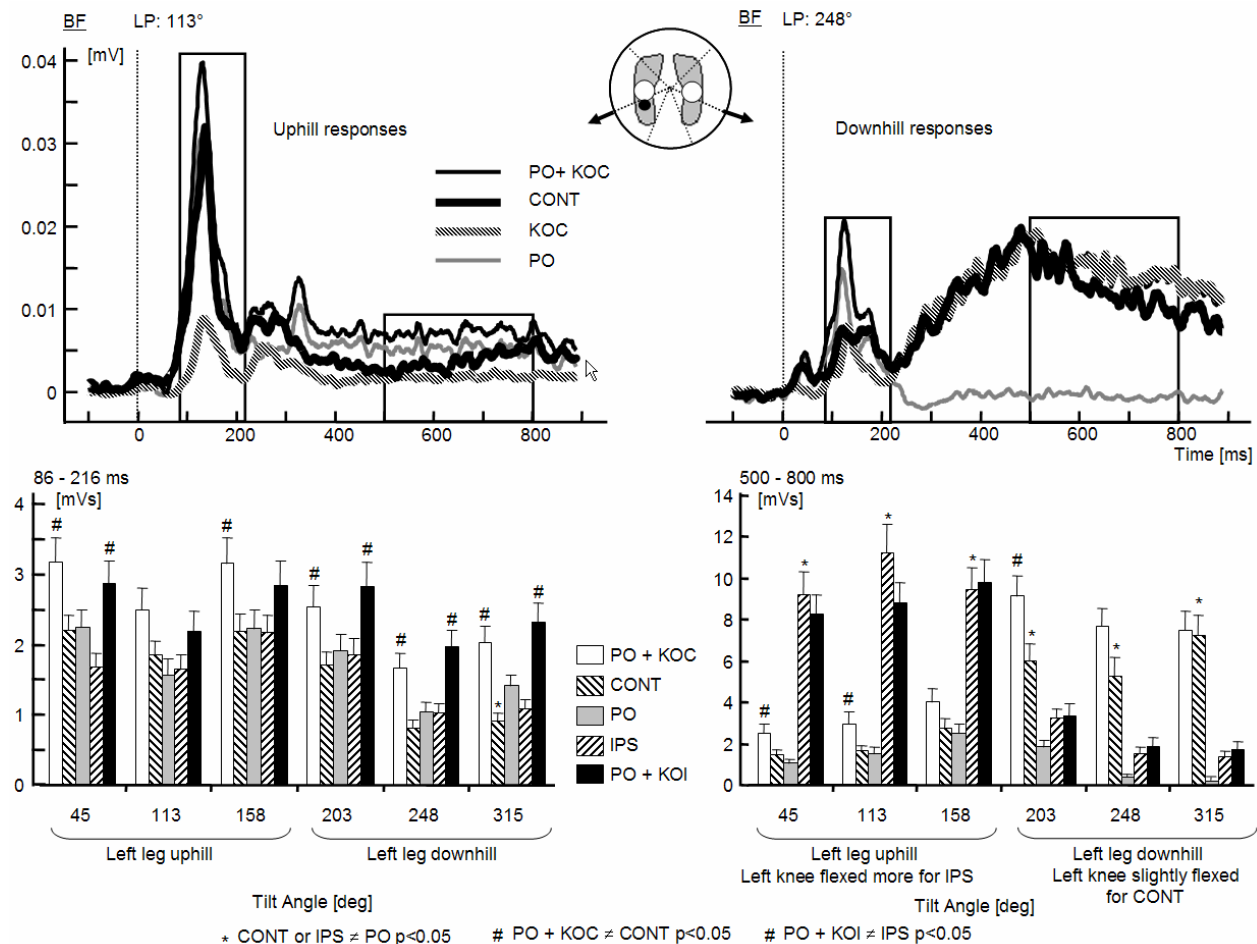 BF LP: 113°
BF LP: 248°
[mV]
0.04
0.03
0.02
0.01
0
Uphill responses
Downhill responses
PO+ KOC
CONT
KOC
PO
0 200 400 600 800
0 200 400 600 800
Time [ms]
86 - 216 ms
[mVs]
4
3
2
1
0
# # # # # # # # #
*
45 113 158 203 248 315
Left leg uphill
Left leg downhill
Tilt Angle [deg]
PO + KOC
CONT
PO
IPS
PO + KOI
500 - 800 ms
[mVs]
14
12
10
8
6
4
2
0
# * # * * # * * *
45 113 158 203 248 315
Left leg uphill
Left knee flexed more for IPS
Left leg downhill
Left knee slightly flexed
for CONT
Tilt Angle [deg]
* CONT or IPS ≠ PO p<0.05 # PO + KOC ≠ CONT p<0.05 # PO + KOI ≠ IPS p<0.05